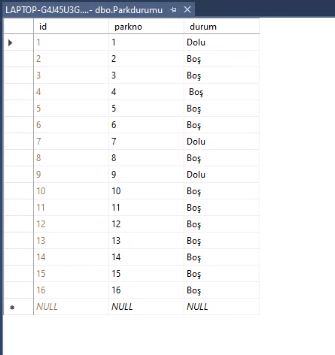 LAPTOP-G4J45U3G.... - dbo.Parkdurumu
id parkno durum
1 1 Dolu
2 2 Boş
3 3 Boş
4 4 Boş
5 5 Boş
6 6 Boş
7 7 Dolu
8 8 Boş
9 9 Dolu
10 10 Boş
11 11 Boş
12 12 Boş
13 13 Boş
14 14 Boş
15 15 Boş
16 16 Boş
NULL NULL NULL